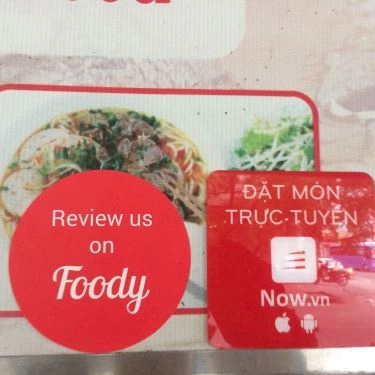 Review us
on
Foody
ĐẶT MÓN
TRỰC TUYẾN
Now.vn